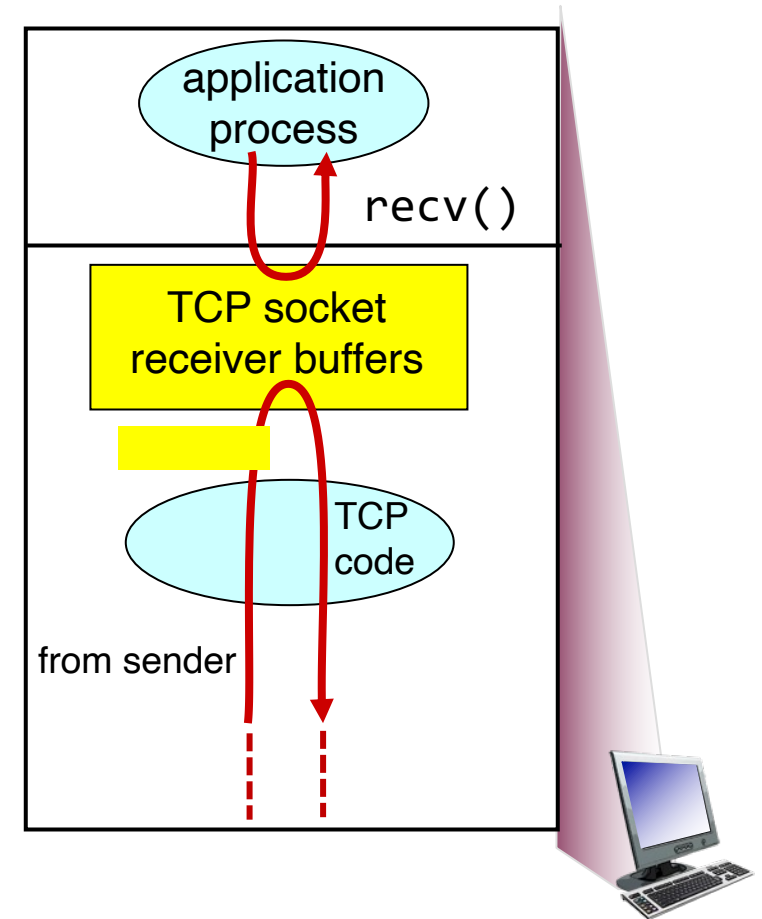 application
process
recv()
TCP socket
receiver buffers
TCP
code
from sender